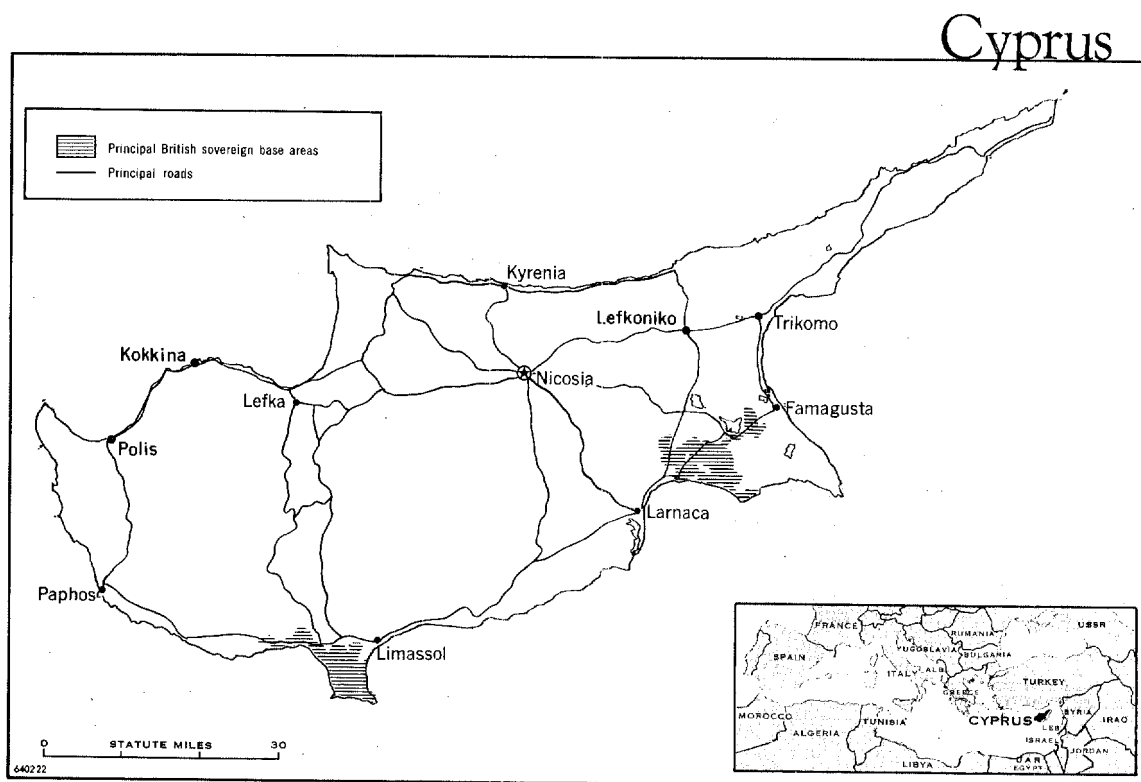 Cyprus
Principal British sovereign base areas
Principal roads
Kyrenia
Lefkoniko
Trikomo
Kokkina
Nicosia
Lefka
Famagusta
Polis
Larnaca
Paphos
Limassol
0 STATUTE MILES 30
640222
FRANCE
USSR
RUMANIA
YUGOSLAVIA
BULGARIA
SPAIN
ITALY
ALB.
GREECE
TURKEY
MOROCCO
ALGERIA
TUNISIA
CYPRUS
SYRIA
LEB.
IRAQ
ISRAEL
JORDAN
LIBYA
UAR
EGYPT